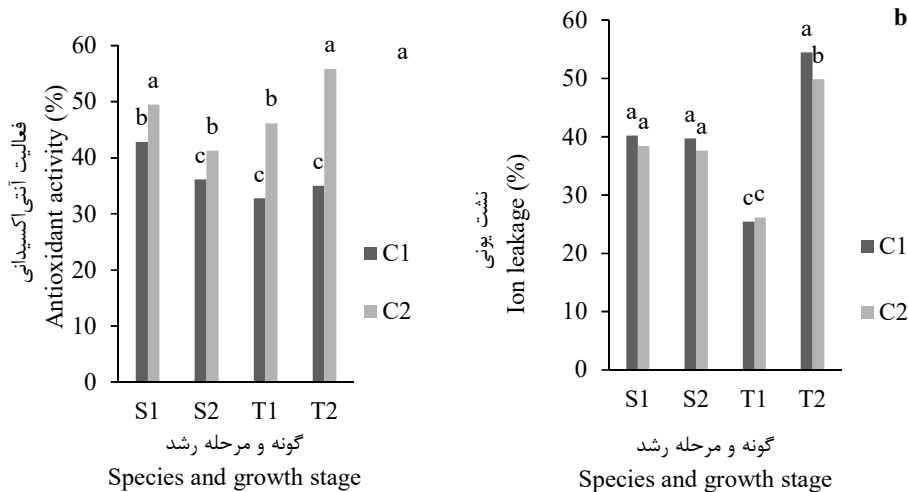 a
فعالیت آنتی‌اکسیدانی
Antioxidant activity (%)
60
50
40
30
20
10
0
b a
c b
c b
c a
S1 S2 T1 T2
C1
C2
گونه و مرحله رشد
Species and growth stage
b
نشت یونی
Ion leakage (%)
60
50
40
30
20
10
0
a a
a a
c c
a b
S1 S2 T1 T2
C1
C2
گونه و مرحله رشد
Species and growth stage